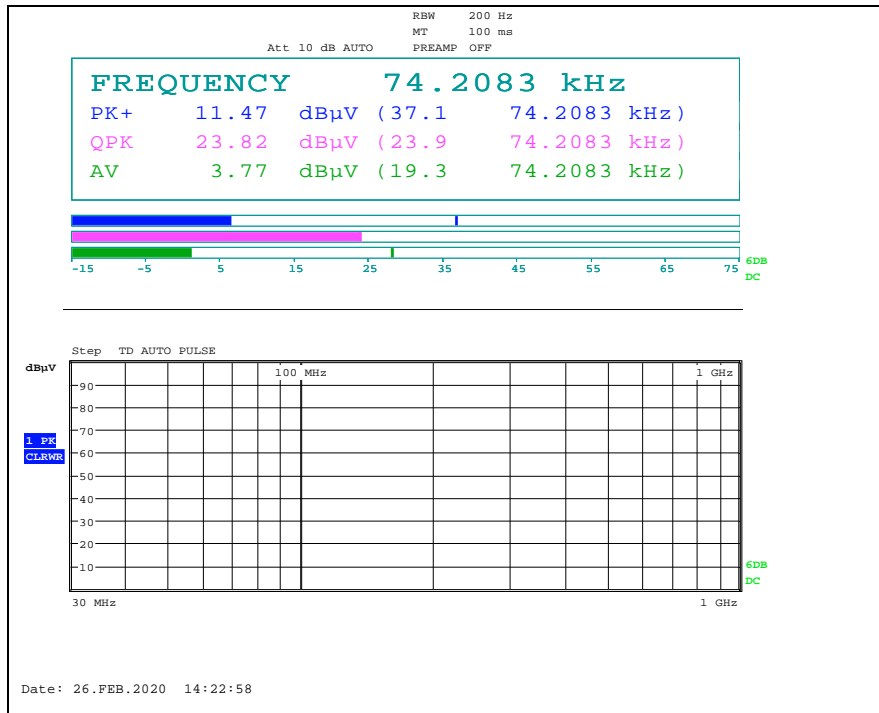 RBW 200 Hz
MT 100 ms
Att 10 dB AUTO PREAMP OFF
FREQUENCY 74.2083 kHz
PK+ 11.47 dBµV (37.1 74.2083 kHz)
QPK 23.82 dBµV (23.9 74.2083 kHz)
AV 3.77 dBµV (19.3 74.2083 kHz)
-15 -5 5 15 25 35 45 55 65 75
6DB
DC
Step TD AUTO PULSE
dBµV
100 MHz 1 GHz
90
80
70
1 PK
CLRWR
60
50
40
30
20
10
6DB
DC
30 MHz 1 GHz
Date: 26.FEB.2020 14:22:58